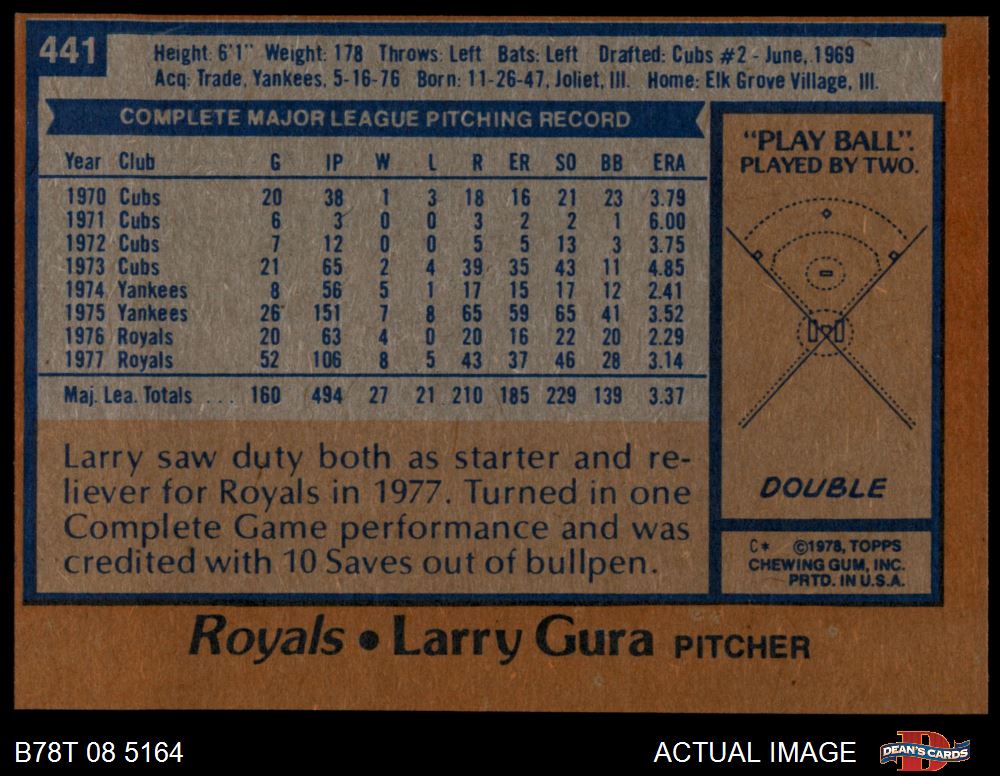 441
Height: 6'1" Weight: 178 Throws: Left Bats: Left Drafted: Cubs #2 - June, 1969
Acq: Trade, Yankees, 5-16-76 Born: 11-26-47, Joliet, Ill. Home: Elk Grove Village, Ill.
COMPLETE MAJOR LEAGUE PITCHING RECORD
Year Club G IP W L R ER SO BB ERA
1970 Cubs 20 38 1 3 18 16 21 23 3.79
1971 Cubs 6 3 0 0 3 2 2 1 6.00
1972 Cubs 7 12 0 0 5 5 13 3 3.75
1973 Cubs 21 65 2 4 39 35 43 11 4.85
1974 Yankees 8 56 5 1 17 15 17 12 2.41
1975 Yankees 26 151 7 8 65 59 65 41 3.52
1976 Royals 20 63 4 0 20 16 22 20 2.29
1977 Royals 52 106 8 5 43 37 46 28 3.14
Maj. Lea. Totals ... 160 494 27 21 210 185 229 139 3.37
Larry saw duty both as starter and re-
liever for Royals in 1977. Turned in one
Complete Game performance and was
credited with 10 Saves out of bullpen.
"PLAY BALL".
PLAYED BY TWO.
DOUBLE
C* ©1978, TOPPS
CHEWING GUM, INC.
PRTD. IN U.S.A.
Royals • Larry Gura PITCHER
B78T 08 5164
ACTUAL IMAGE
D
DEAN'S CARDS